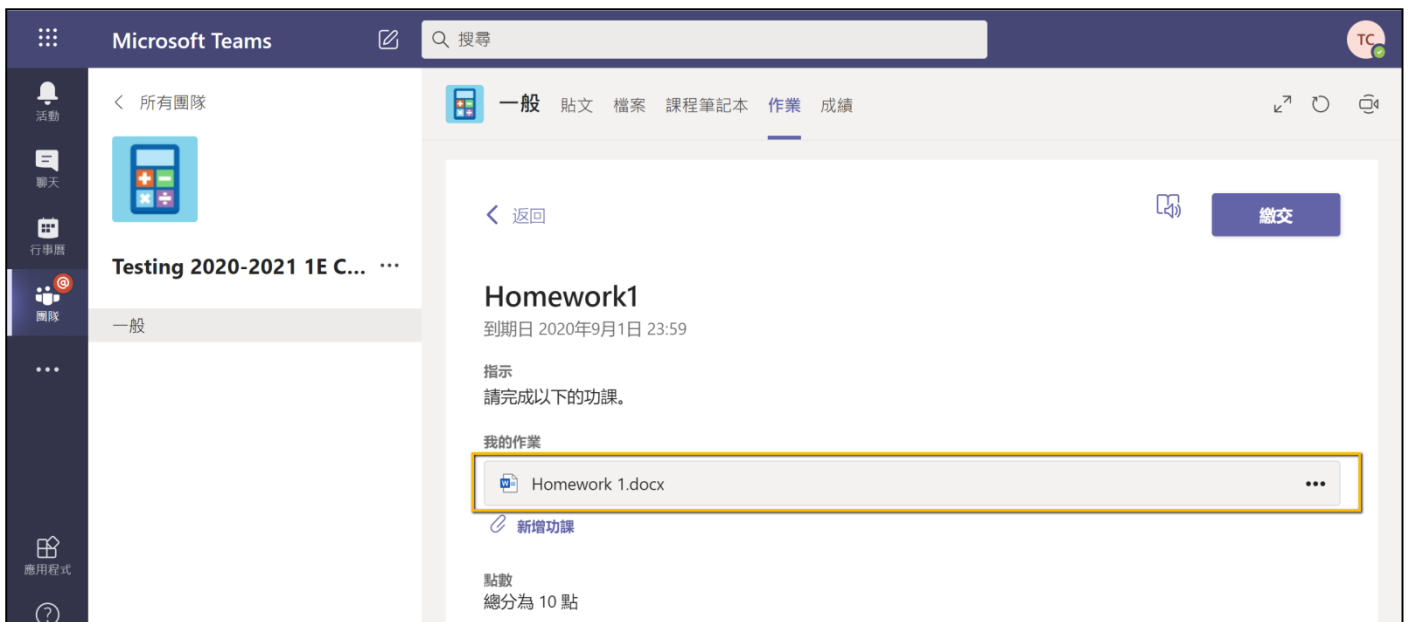 Microsoft Teams
搜尋
TC
活動
聊天
行事曆
團隊
應用程式
所有團隊
Testing 2020-2021 1E C...
一般
一般 貼文 檔案 課程筆記本 作業 成績
返回
繳交
Homework1
到期日 2020年9月1日 23:59
指示
請完成以下的功課。
我的作業
Homework 1.docx
新增功課
點數
總分為 10 點